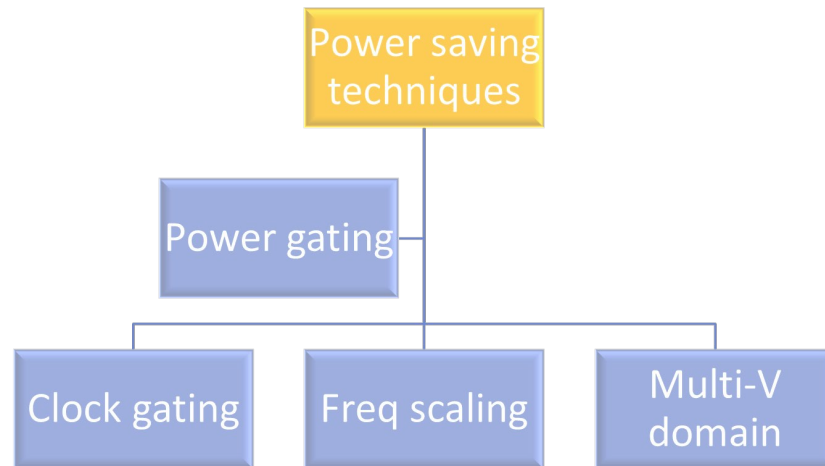 Power saving
techniques
Power gating
Clock gating
Freq scaling
Multi-V
domain